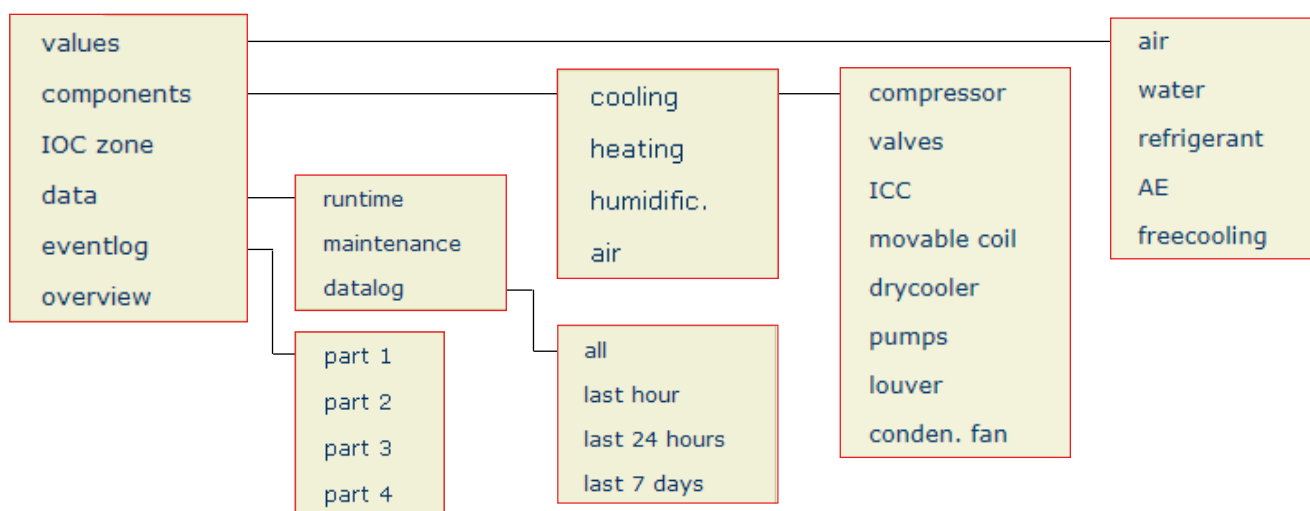 values
components
IOC zone
data
eventlog
overview
runtime
maintenance
datalog
part 1
part 2
part 3
part 4
cooling
heating
humidific.
air
all
last hour
last 24 hours
last 7 days
compressor
valves
ICC
movable coil
drycooler
pumps
louver
conden. fan
air
water
refrigerant
AE
freecooling